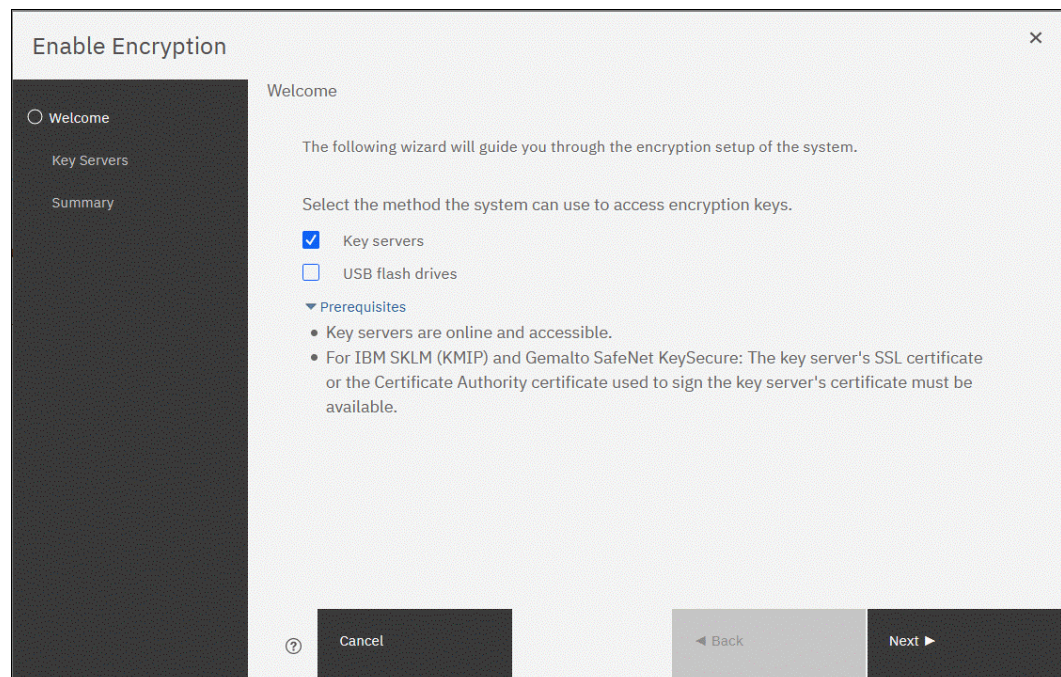 Enable Encryption
Welcome
Key Servers
Summary
Welcome
The following wizard will guide you through the encryption setup of the system.
Select the method the system can use to access encryption keys.
Key servers
USB flash drives
Prerequisites
Key servers are online and accessible.
For IBM SKLM (KMIP) and Gemalto SafeNet KeySecure: The key server's SSL certificate
or the Certificate Authority certificate used to sign the key server's certificate must be
available.
Cancel
Back
Next